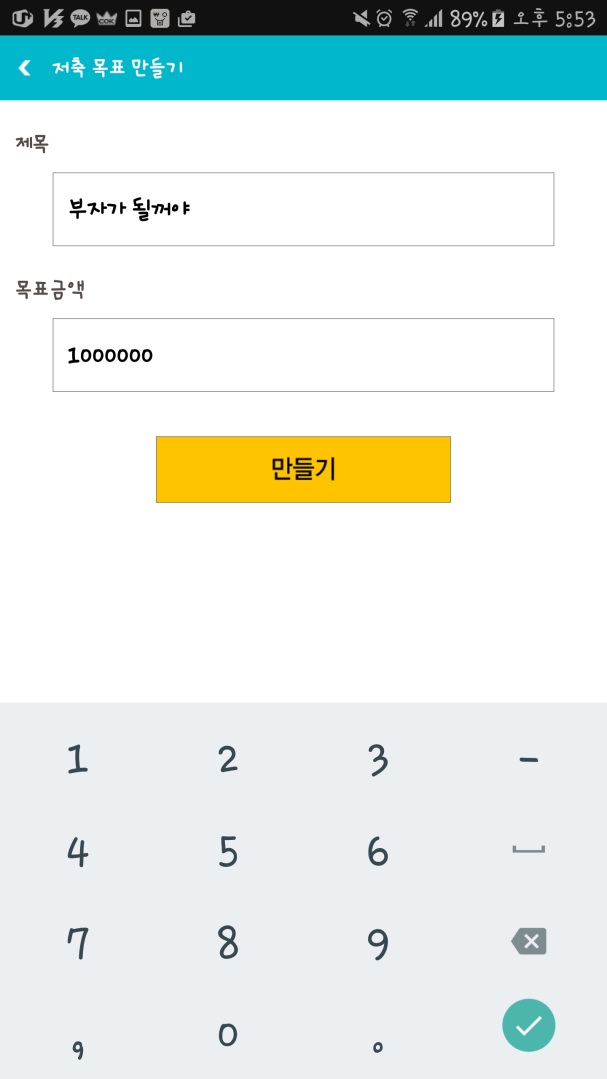 TALK COM 89% 오후 5:53
저축 목표 만들기
제목
부자가 될꺼야
목표금액
1000000
만들기
1 2 3 -
4 5 6
7 8 9
, 0 .